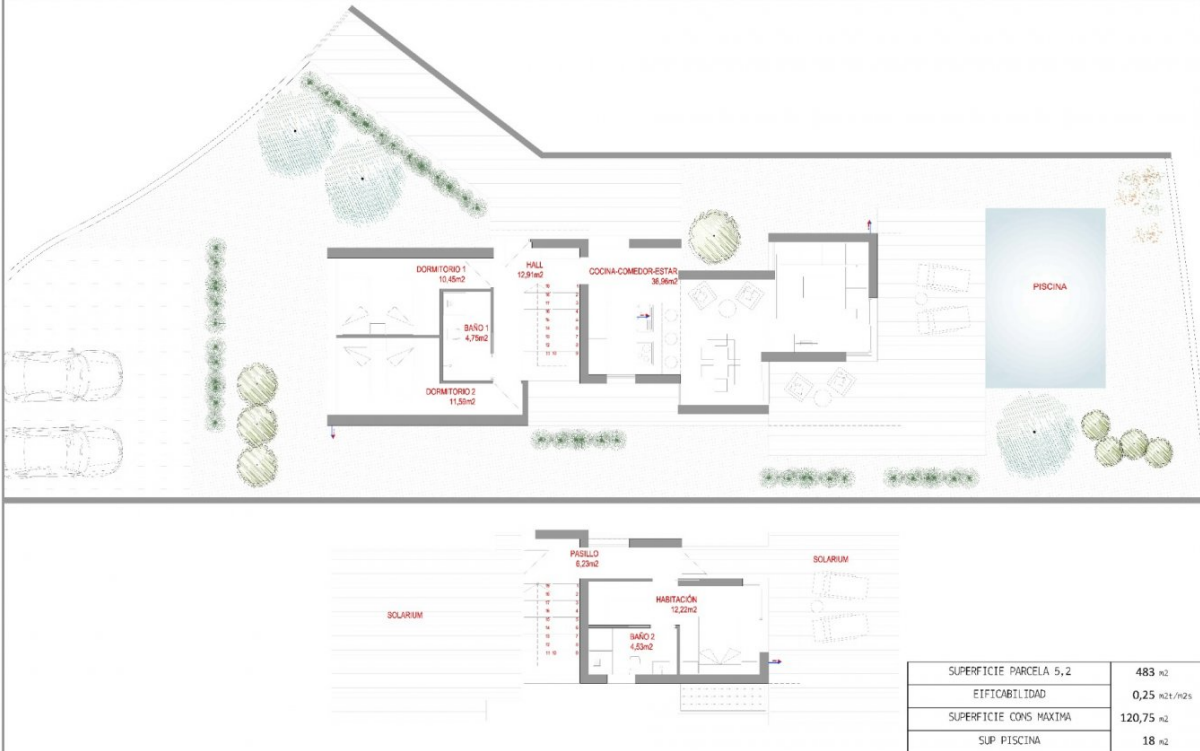 DORMITORIO 1
10,45m2
HALL
12,91m2
COCINA-COMEDOR-ESTAR
38,96m2
PISCINA
BAÑO 1
4,75m2
DORMITORIO 2
11,59m2
PASILLO
6,23m2
SOLARIUM
HABITACIÓN
12,22m2
SOLARIUM
BAÑO 2
4,53m2
SUPERFICIE PARCELA 5,2 483 m2
EIFICABILIDAD 0,25 m2t/m2s
SUPERFICIE CONS MAXIMA 120,75 m2
SUP PISCINA 18 m2